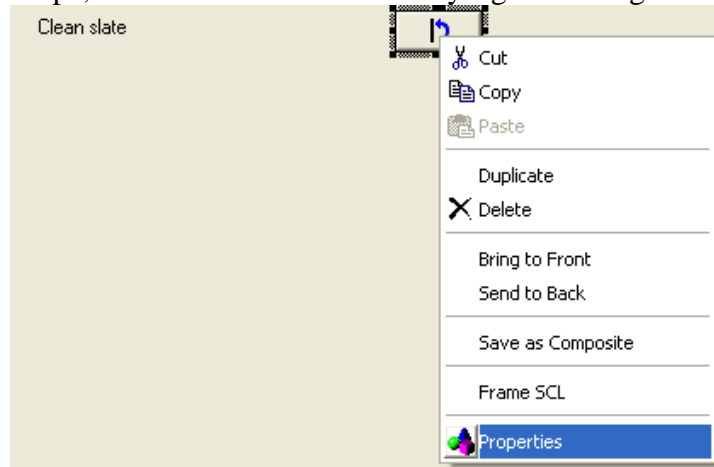 Clean slate
Cut
Copy
Paste
Duplicate
Delete
Bring to Front
Send to Back
Save as Composite
Frame SCL
Properties